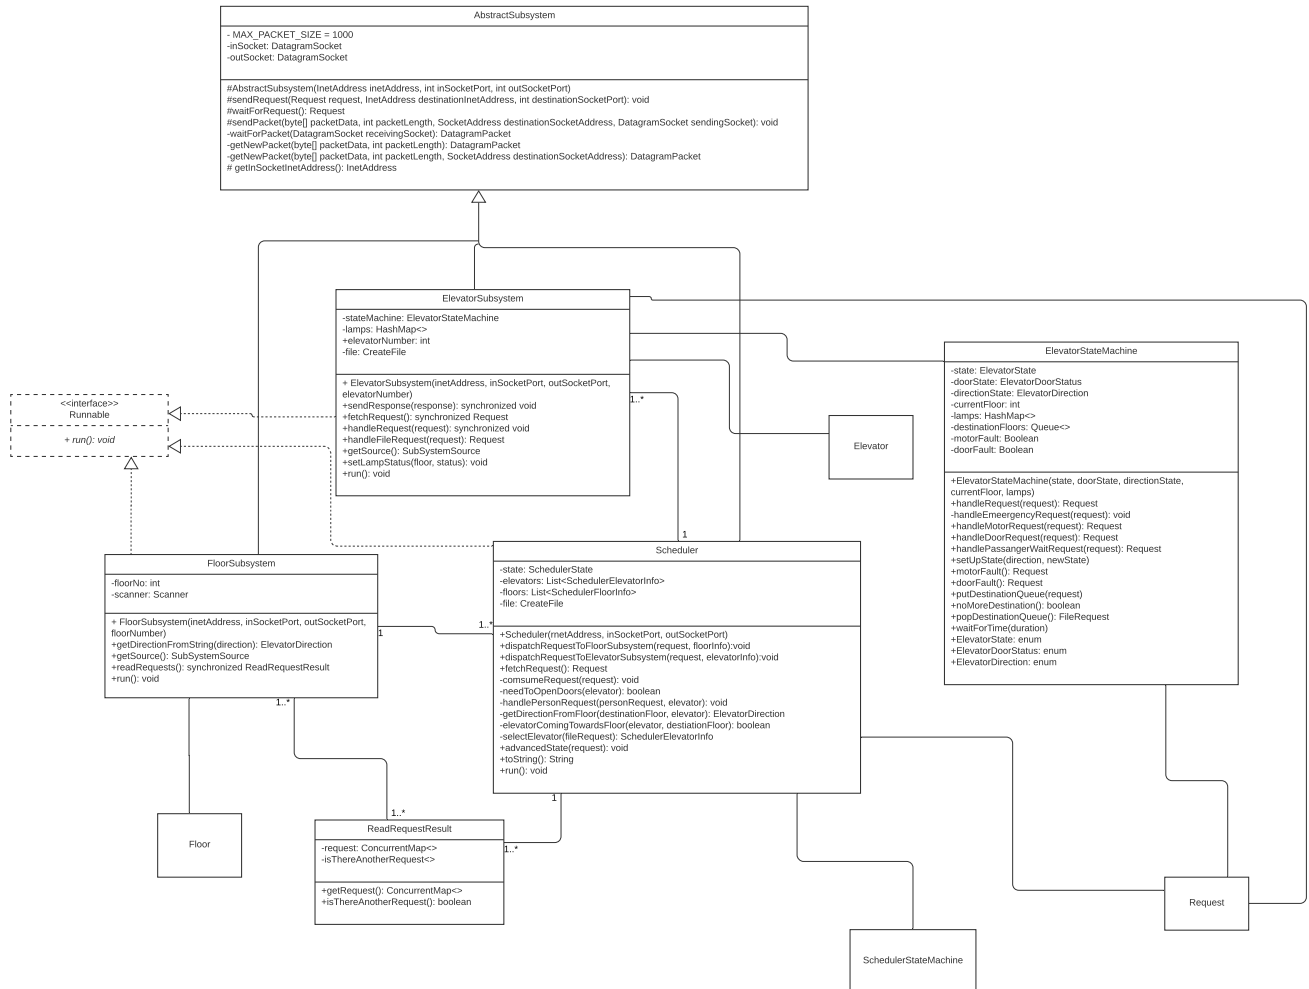 AbstractSubsystem
- MAX_PACKET_SIZE = 1000
-inSocket: DatagramSocket
-outSocket: DatagramSocket
#AbstractSubsystem(InetAddress inetAddress, int inSocketPort, int outSocketPort)
#sendRequest(Request request, InetAddress destinationInetAddress, int destinationSocketPort): void
#waitForRequest(): Request
#sendPacket(byte[] packetData, int packetLength, SocketAddress destinationSocketAddress, DatagramSocket sendingSocket): void
-waitForPacket(DatagramSocket receivingSocket): DatagramPacket
-getNewPacket(byte[] packetData, int packetLength): DatagramPacket
-getNewPacket(byte[] packetData, int packetLength, SocketAddress destinationSocketAddress): DatagramPacket
# getInSocketInetAddress(): InetAddress
ElevatorSubsystem
-stateMachine: ElevatorStateMachine
-lamps: HashMap<>
+elevatorNumber: int
-file: CreateFile
+ ElevatorSubsystem(inetAddress, inSocketPort, outSocketPort,
elevatorNumber)
+sendResponse(response): synchronized void
+fetchRequest(): synchronized Request
+handleRequest(request): synchronized void
+handleFileRequest(request): Request
+getSource(): SubSystemSource
+setLampStatus(floor, status): void
+run(): void
1..*
1
ElevatorStateMachine
-state: ElevatorState
-doorState: ElevatorDoorStatus
-directionState: ElevatorDirection
-currentFloor: int
-lamps: HashMap<>
-destinationFloors: Queue<>
-motorFault: Boolean
-doorFault: Boolean
+ElevatorStateMachine(state, doorState, directionState,
currentFloor, lamps)
+handleRequest(request): Request
-handleEmeergencyRequest(request): void
+handleMotorRequest(request): Request
+handleDoorRequest(request): Request
+handlePassangerWaitRequest(request): Request
+setUpState(direction, newState)
+motorFault(): Request
+doorFault(): Request
+putDestinationQueue(request)
+noMoreDestination(): boolean
+popDestinationQueue(): FileRequest
+waitForTime(duration)
+ElevatorState: enum
+ElevatorDoorStatus: enum
+ElevatorDirection: enum
<<interface>>
Runnable
+ run(): void
Elevator
FloorSubsystem
-floorNo: int
-scanner: Scanner
+ FloorSubsystem(inetAddress, inSocketPort, outSocketPort,
floorNumber)
+getDirectionFromString(direction): ElevatorDirection
+getSource(): SubSystemSource
+readRequests(): synchronized ReadRequestResult
+run(): void
1
1..*
1..*
Scheduler
-state: SchedulerState
-elevators: List<SchedulerElevatorInfo>
-floors: List<SchedulerFloorInfo>
-file: CreateFile
+Scheduler(rnetAddress, inSocketPort, outSocketPort)
+dispatchRequestToFloorSubsystem(request, floorInfo):void
+dispatchRequestToElevatorSubsystem(request, elevatorInfo):void
+fetchRequest(): Request
-comsumeRequest(request): void
-needToOpenDoors(elevator): boolean
-handlePersonRequest(personRequest, elevator): void
-getDirectionFromFloor(destinationFloor, elevator): ElevatorDirection
-elevatorComingTowardsFloor(elevator, destiationFloor): boolean
-selectElevator(fileRequest): SchedulerElevatorInfo
+advancedState(request): void
+toString(): String
+run(): void
1
1..*
1..*
Floor
ReadRequestResult
-request: ConcurrentMap<>
-isThereAnotherRequest<>
+getRequest(): ConcurrentMap<>
+isThereAnotherRequest(): boolean
Request
SchedulerStateMachine